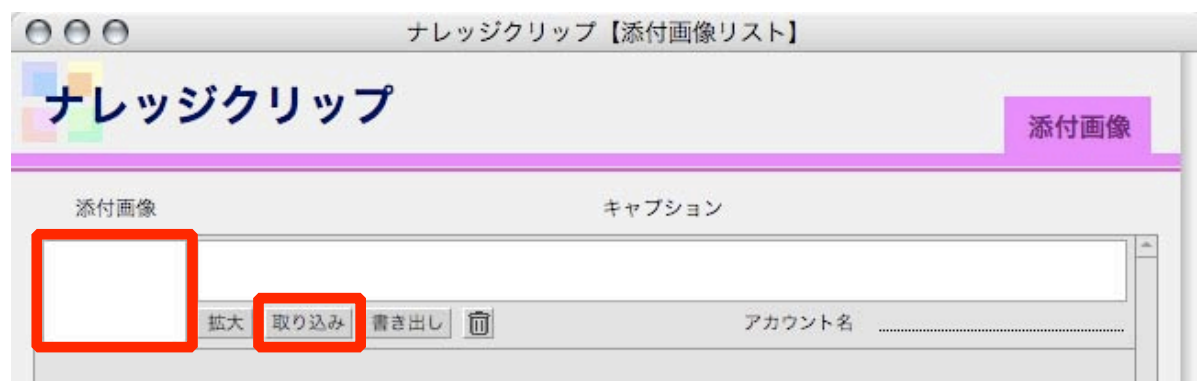 ナレッジクリップ【添付画像リスト】
ナレッジクリップ
添付画像
添付画像 キャプション
拡大 取り込み 書き出し アカウント名